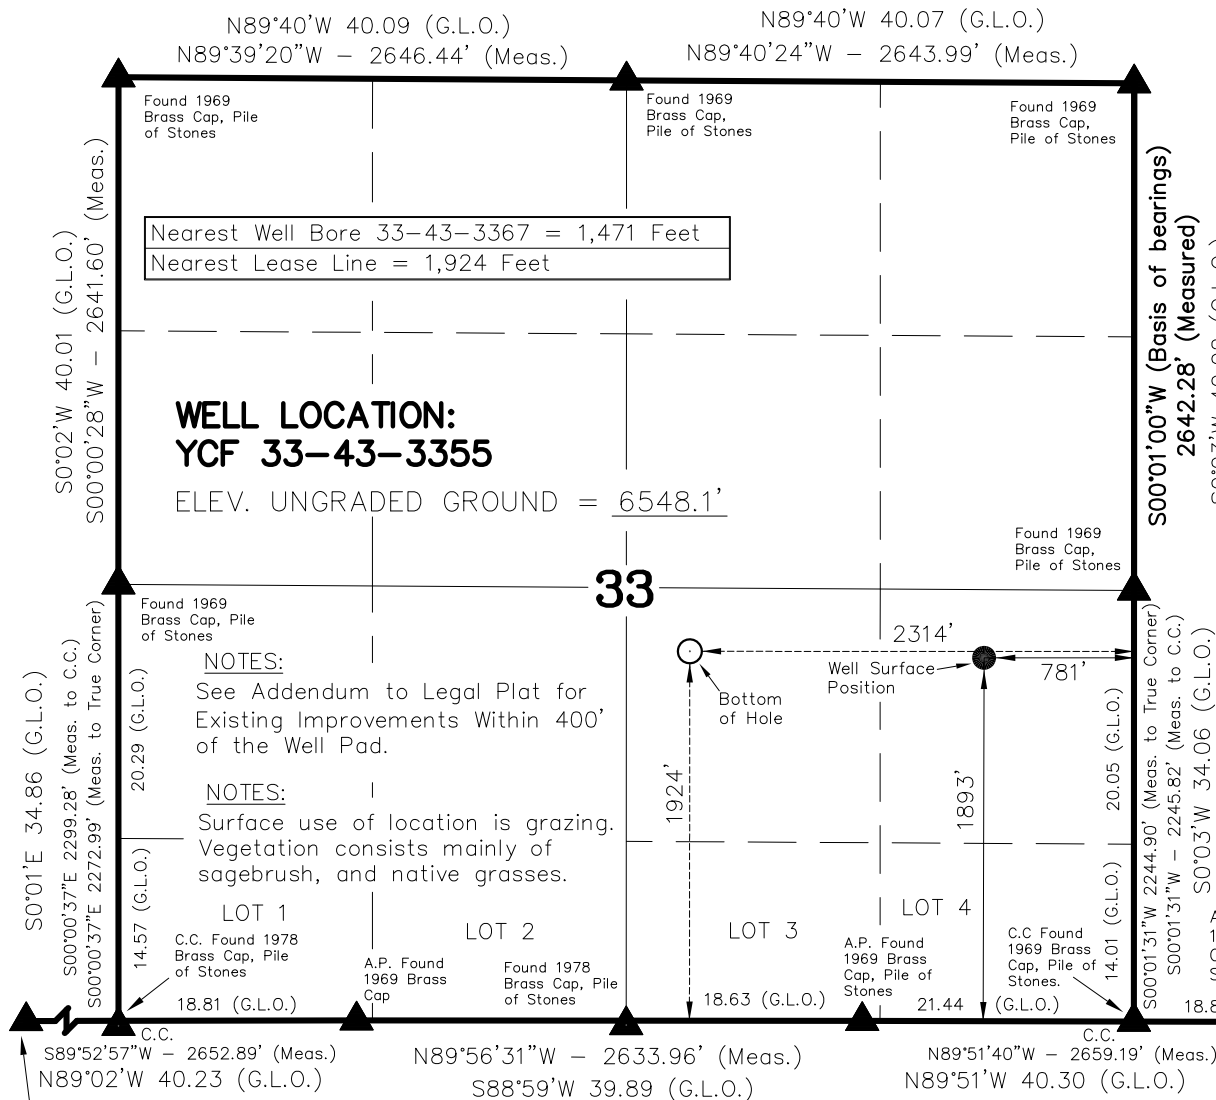 N89°40'W 40.09 (G.L.O.)
N89°39'20"W – 2646.44' (Meas.)
N89°40'W 40.07 (G.L.O.)
N89°40'24"W – 2643.99' (Meas.)
Found 1969
Brass Cap, Pile
of Stones
Found 1969
Brass Cap,
Pile of Stones
Found 1969
Brass Cap,
Pile of Stones
S0°02'W 40.01 (G.L.O.)
S00°00'28"W – 2641.60' (Meas.)
Nearest Well Bore 33-43-3367 = 1,471 Feet
Nearest Lease Line = 1,924 Feet
S00°01'00"W (Basis of bearings)
2642.28' (Measured)
WELL LOCATION:
YCF 33-43-3355
ELEV. UNGRADED GROUND = 6548.1'
Found 1969
Brass Cap,
Pile of Stones
33
Found 1969
Brass Cap, Pile
of Stones
NOTES:
See Addendum to Legal Plat for
Existing Improvements Within 400'
of the Well Pad.
NOTES:
Surface use of location is grazing.
Vegetation consists mainly of
sagebrush, and native grasses.
2314'
Well Surface
Position
781'
Bottom
of Hole
1924'
1893'
S0°01'E 34.86 (G.L.O.)
S00°00'37"E 2299.28' (Meas. to C.C.)
S00°00'37"E 2272.99' (Meas. to True Corner)
20.29 (G.L.O.)
14.57 (G.L.O.)
20.05 (G.L.O.)
14.01 (G.L.O.)
S00°01'31"W 2244.90' (Meas. to True Corner)
S00°01'31"W – 2245.82' (Meas. to C.C.)
S0°03'W 34.06 (G.L.O.)
LOT 1
LOT 2
LOT 3
LOT 4
C.C. Found 1978
Brass Cap, Pile
of Stones
A.P. Found
1969 Brass
Cap
Found 1978
Brass Cap, Pile
of Stones
A.P. Found
1969 Brass
Cap, Pile of
Stones
C.C Found
1969 Brass
Cap, Pile of
Stones.
18.81 (G.L.O.)
18.63 (G.L.O.)
21.44 (G.L.O.)
18.8
C.C.
C.C.
S89°52'57"W – 2652.89' (Meas.)
N89°02'W 40.23 (G.L.O.)
N89°56'31"W – 2633.96' (Meas.)
S88°59'W 39.89 (G.L.O.)
N89°51'40"W – 2659.19' (Meas.)
N89°51'W 40.30 (G.L.O.)